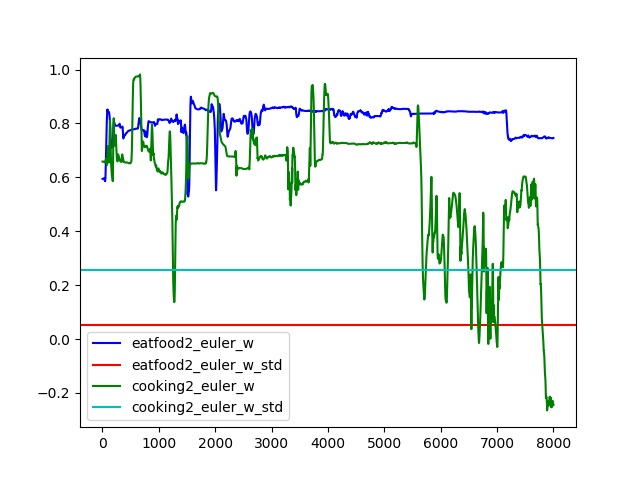 1.0
0.8
0.6
0.4
0.2
0.0
−0.2
eatfood2_euler_w
eatfood2_euler_w_std
cooking2_euler_w
cooking2_euler_w_std
0 1000 2000 3000 4000 5000 6000 7000 8000